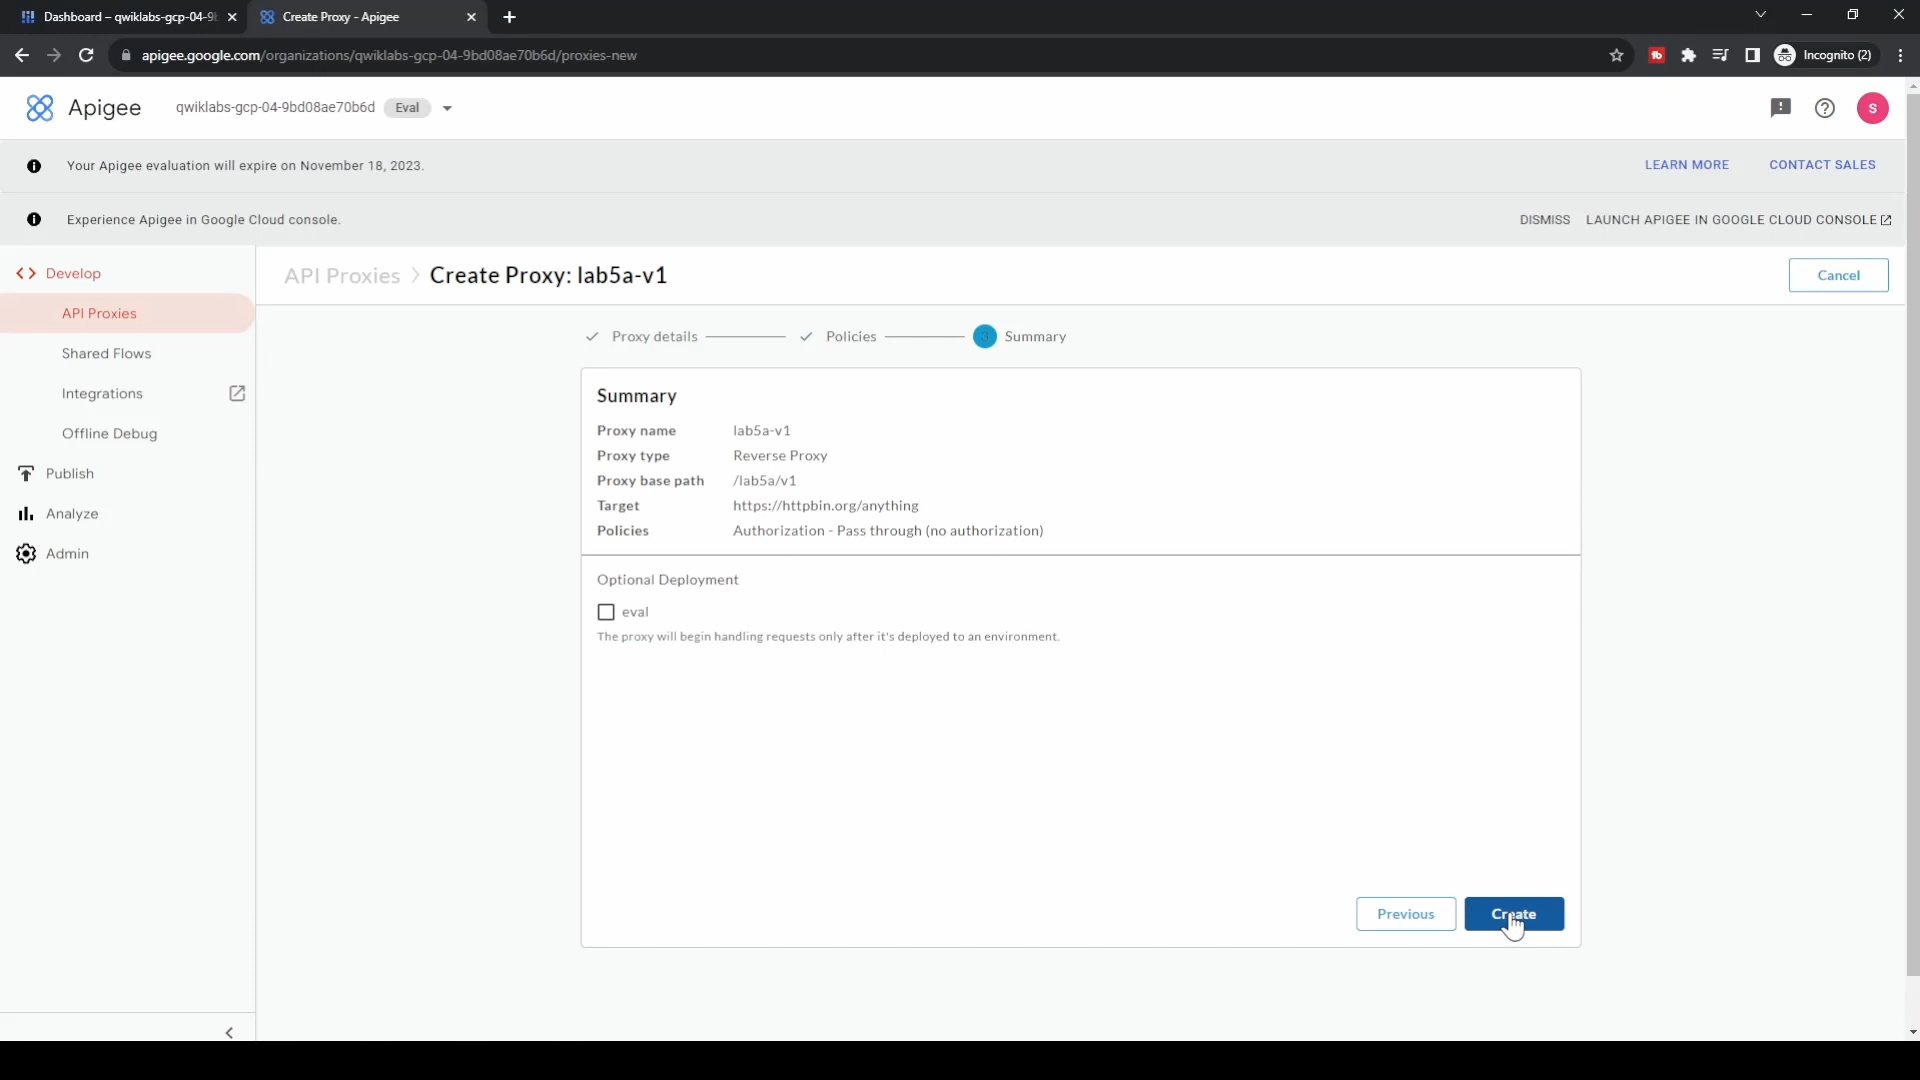 Dashboard – qwiklabs-gcp-04-9b
Create Proxy - Apigee
apigee.google.com/organizations/qwiklabs-gcp-04-9bd08ae70b6d/proxies-new
Incognito (2)
Apigee
qwiklabs-gcp-04-9bd08ae70b6d
Eval
S
Your Apigee evaluation will expire on November 18, 2023.
LEARN MORE
CONTACT SALES
Experience Apigee in Google Cloud console.
DISMISS
LAUNCH APIGEE IN GOOGLE CLOUD CONSOLE
Develop
API Proxies
Shared Flows
Integrations
Offline Debug
Publish
Analyze
Admin
API Proxies > Create Proxy: lab5a-v1
Cancel
Proxy details
Policies
3 Summary
Summary
Proxy name lab5a-v1
Proxy type Reverse Proxy
Proxy base path /lab5a/v1
Target https://httpbin.org/anything
Policies Authorization - Pass through (no authorization)
Optional Deployment
eval
The proxy will begin handling requests only after it's deployed to an environment.
Previous
Create